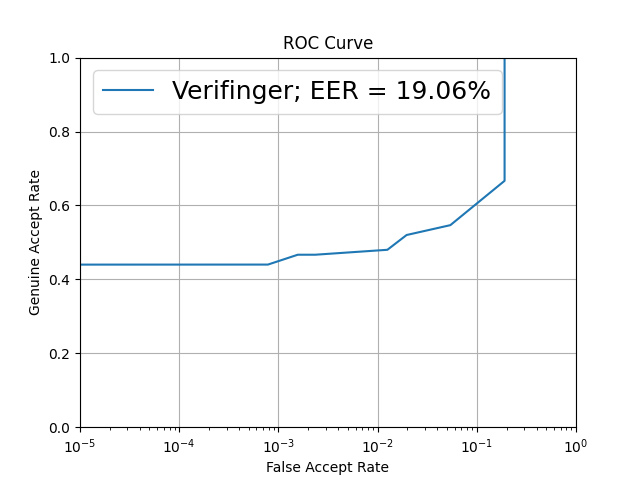 ROC Curve
Verifinger; EER = 19.06%
Genuine Accept Rate
1.0
0.8
0.6
0.4
0.2
0.0
10⁻⁵ 10⁻⁴ 10⁻³ 10⁻² 10⁻¹ 10⁰
False Accept Rate